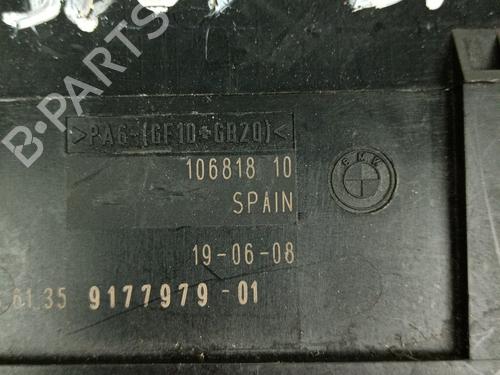 >PA6-(GF10+GB20)<
106818 10
BMW
SPAIN
19-06-08
61.35 9177979-01
B-PARTS